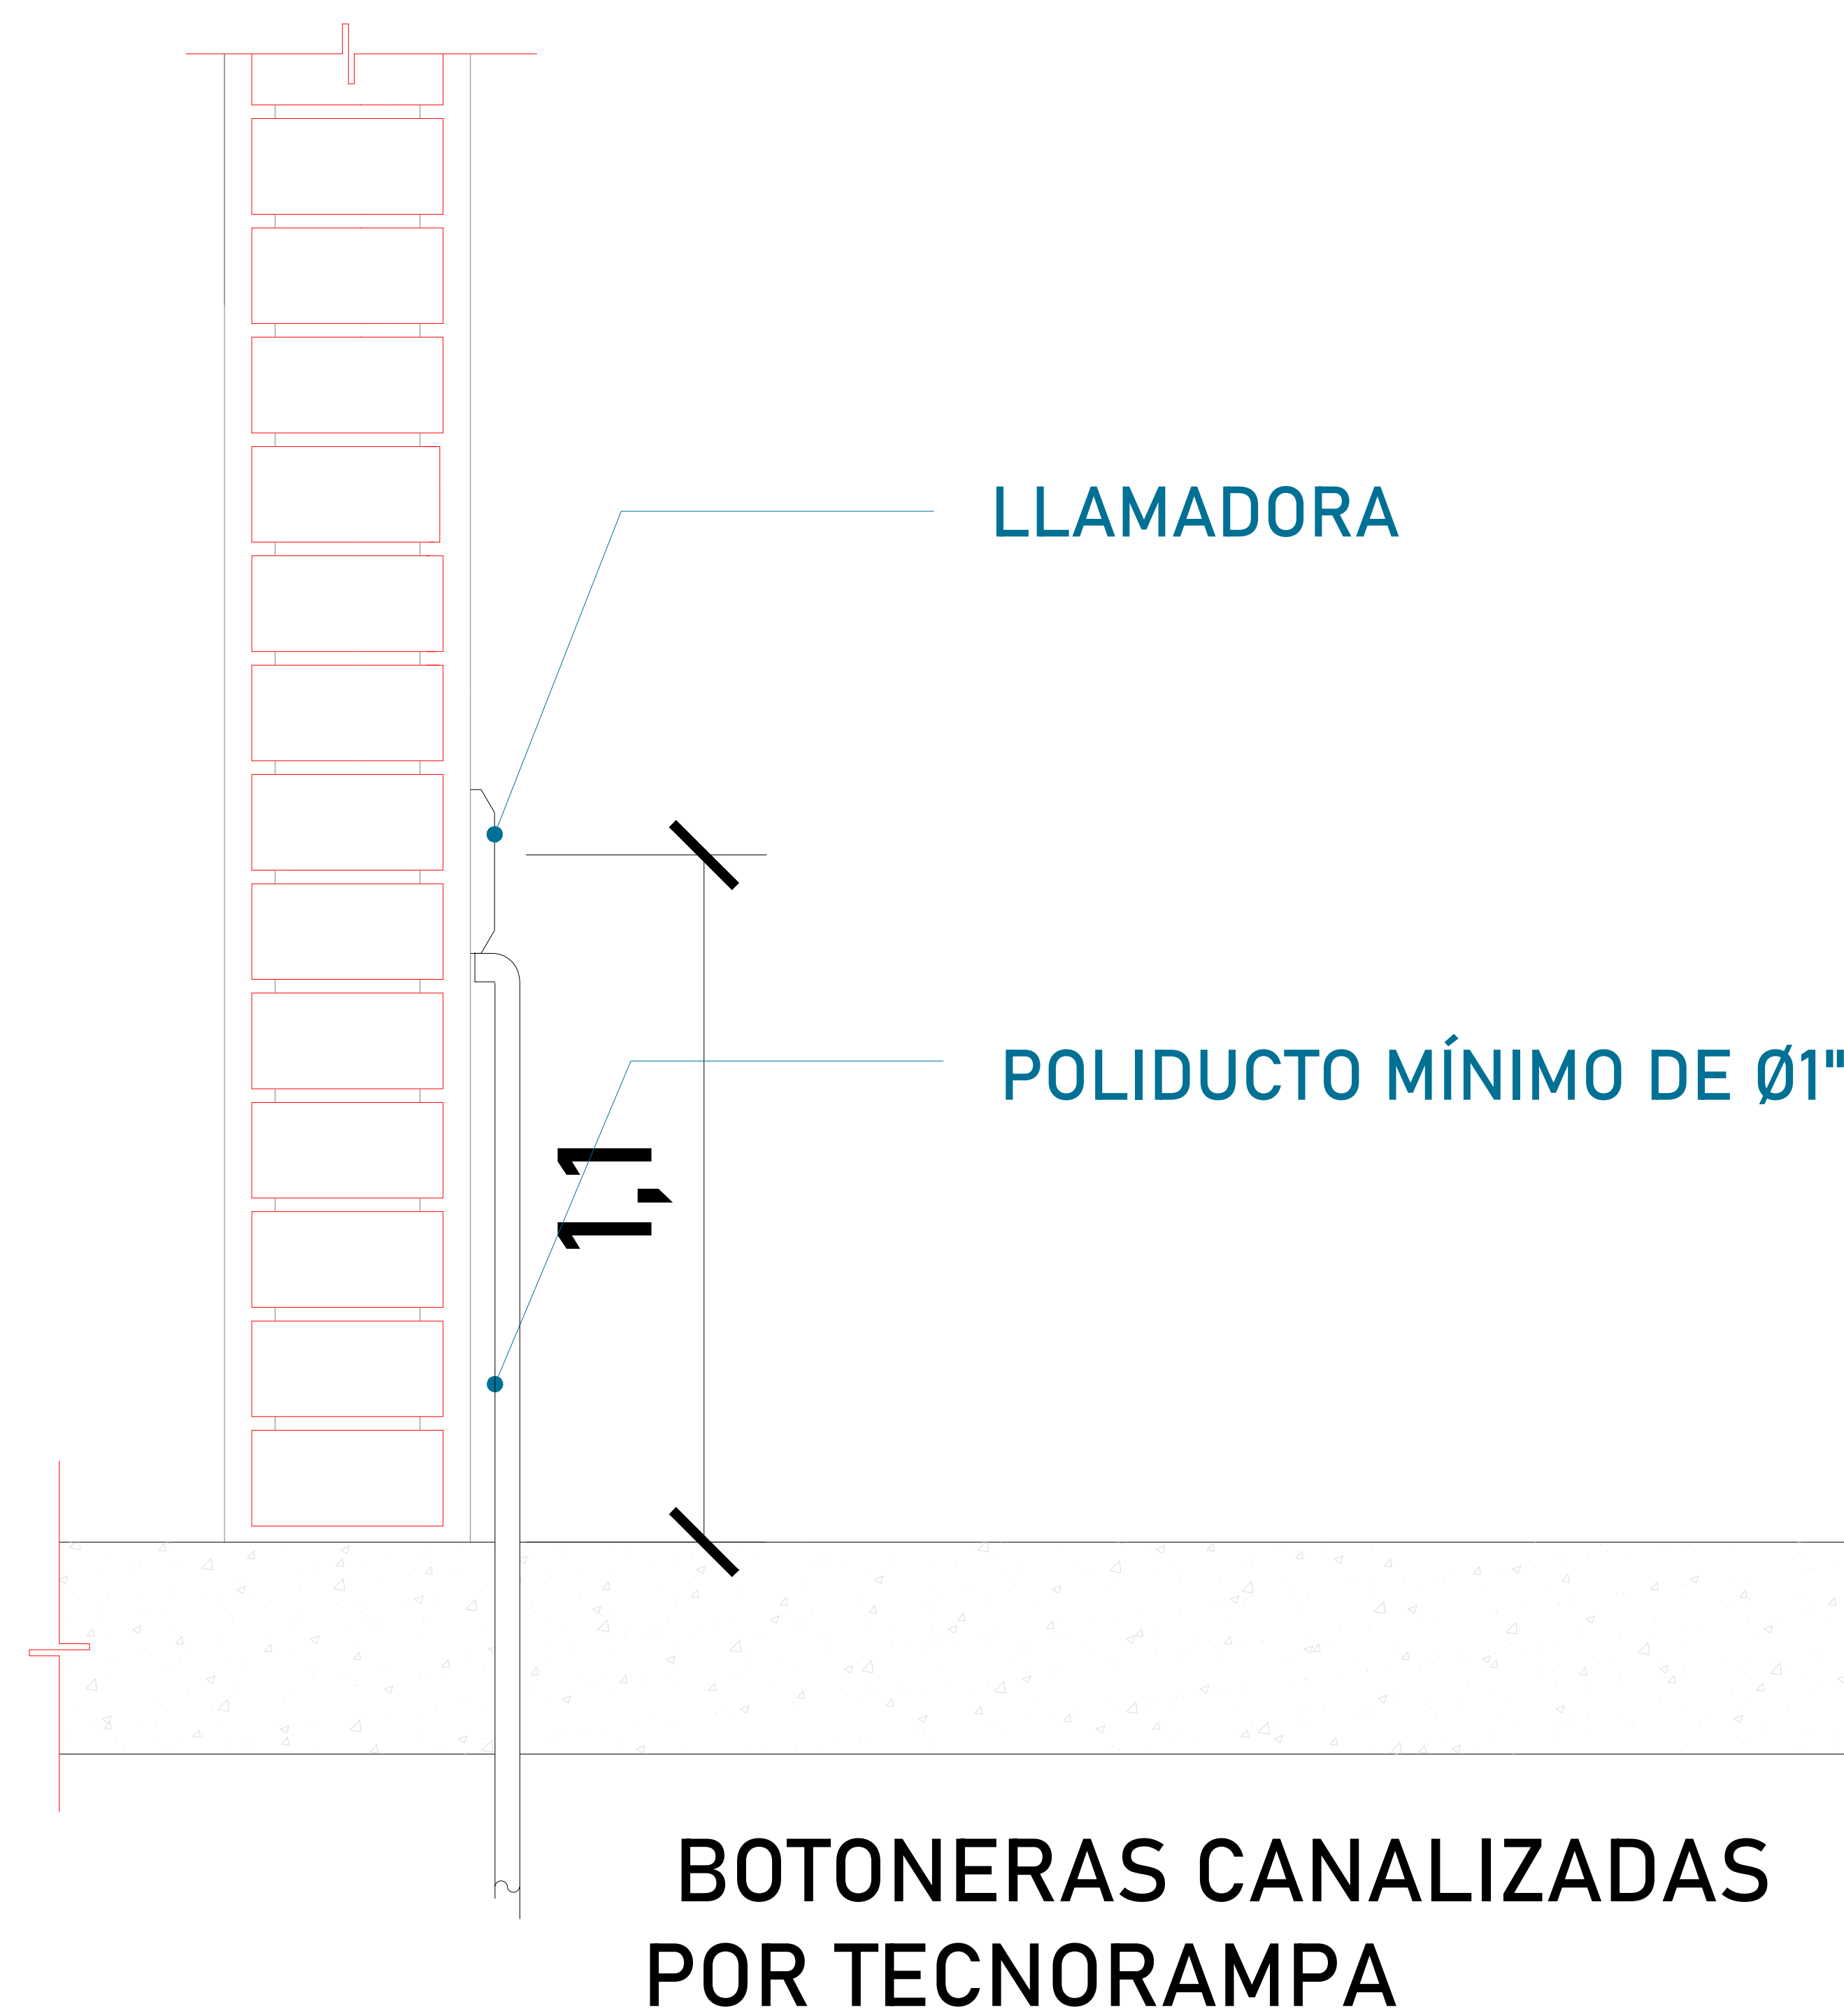 LLAMADORA
POLIDUCTO MÍNIMO DE Ø1"
1,1
BOTONERAS CANALIZADAS
POR TECNORAMPA